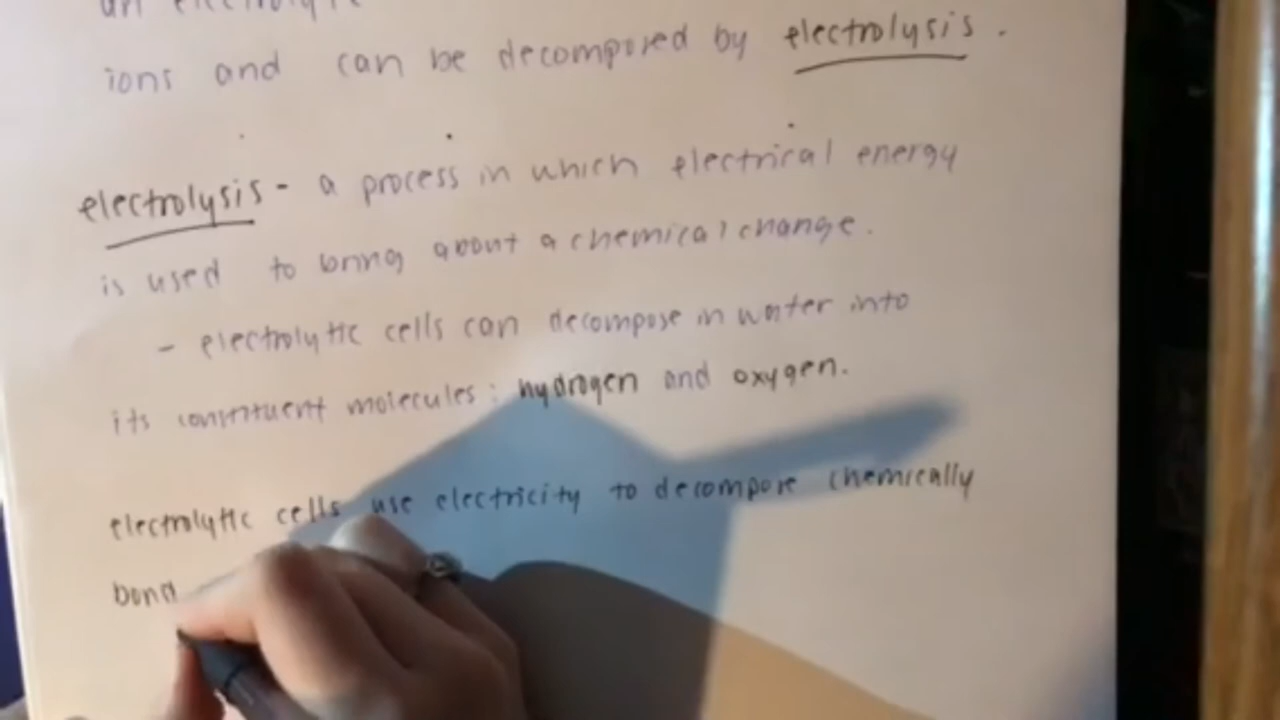 an electrolyte
ions and can be decomposed by electrolysis.
electrolysis - a process in which electrical energy
is used to bring about a chemical change.
- electrolytic cells can decompose in water into
its constituent molecules: hydrogen and oxygen.
electrolytic cells use electricity to decompose chemically
bond